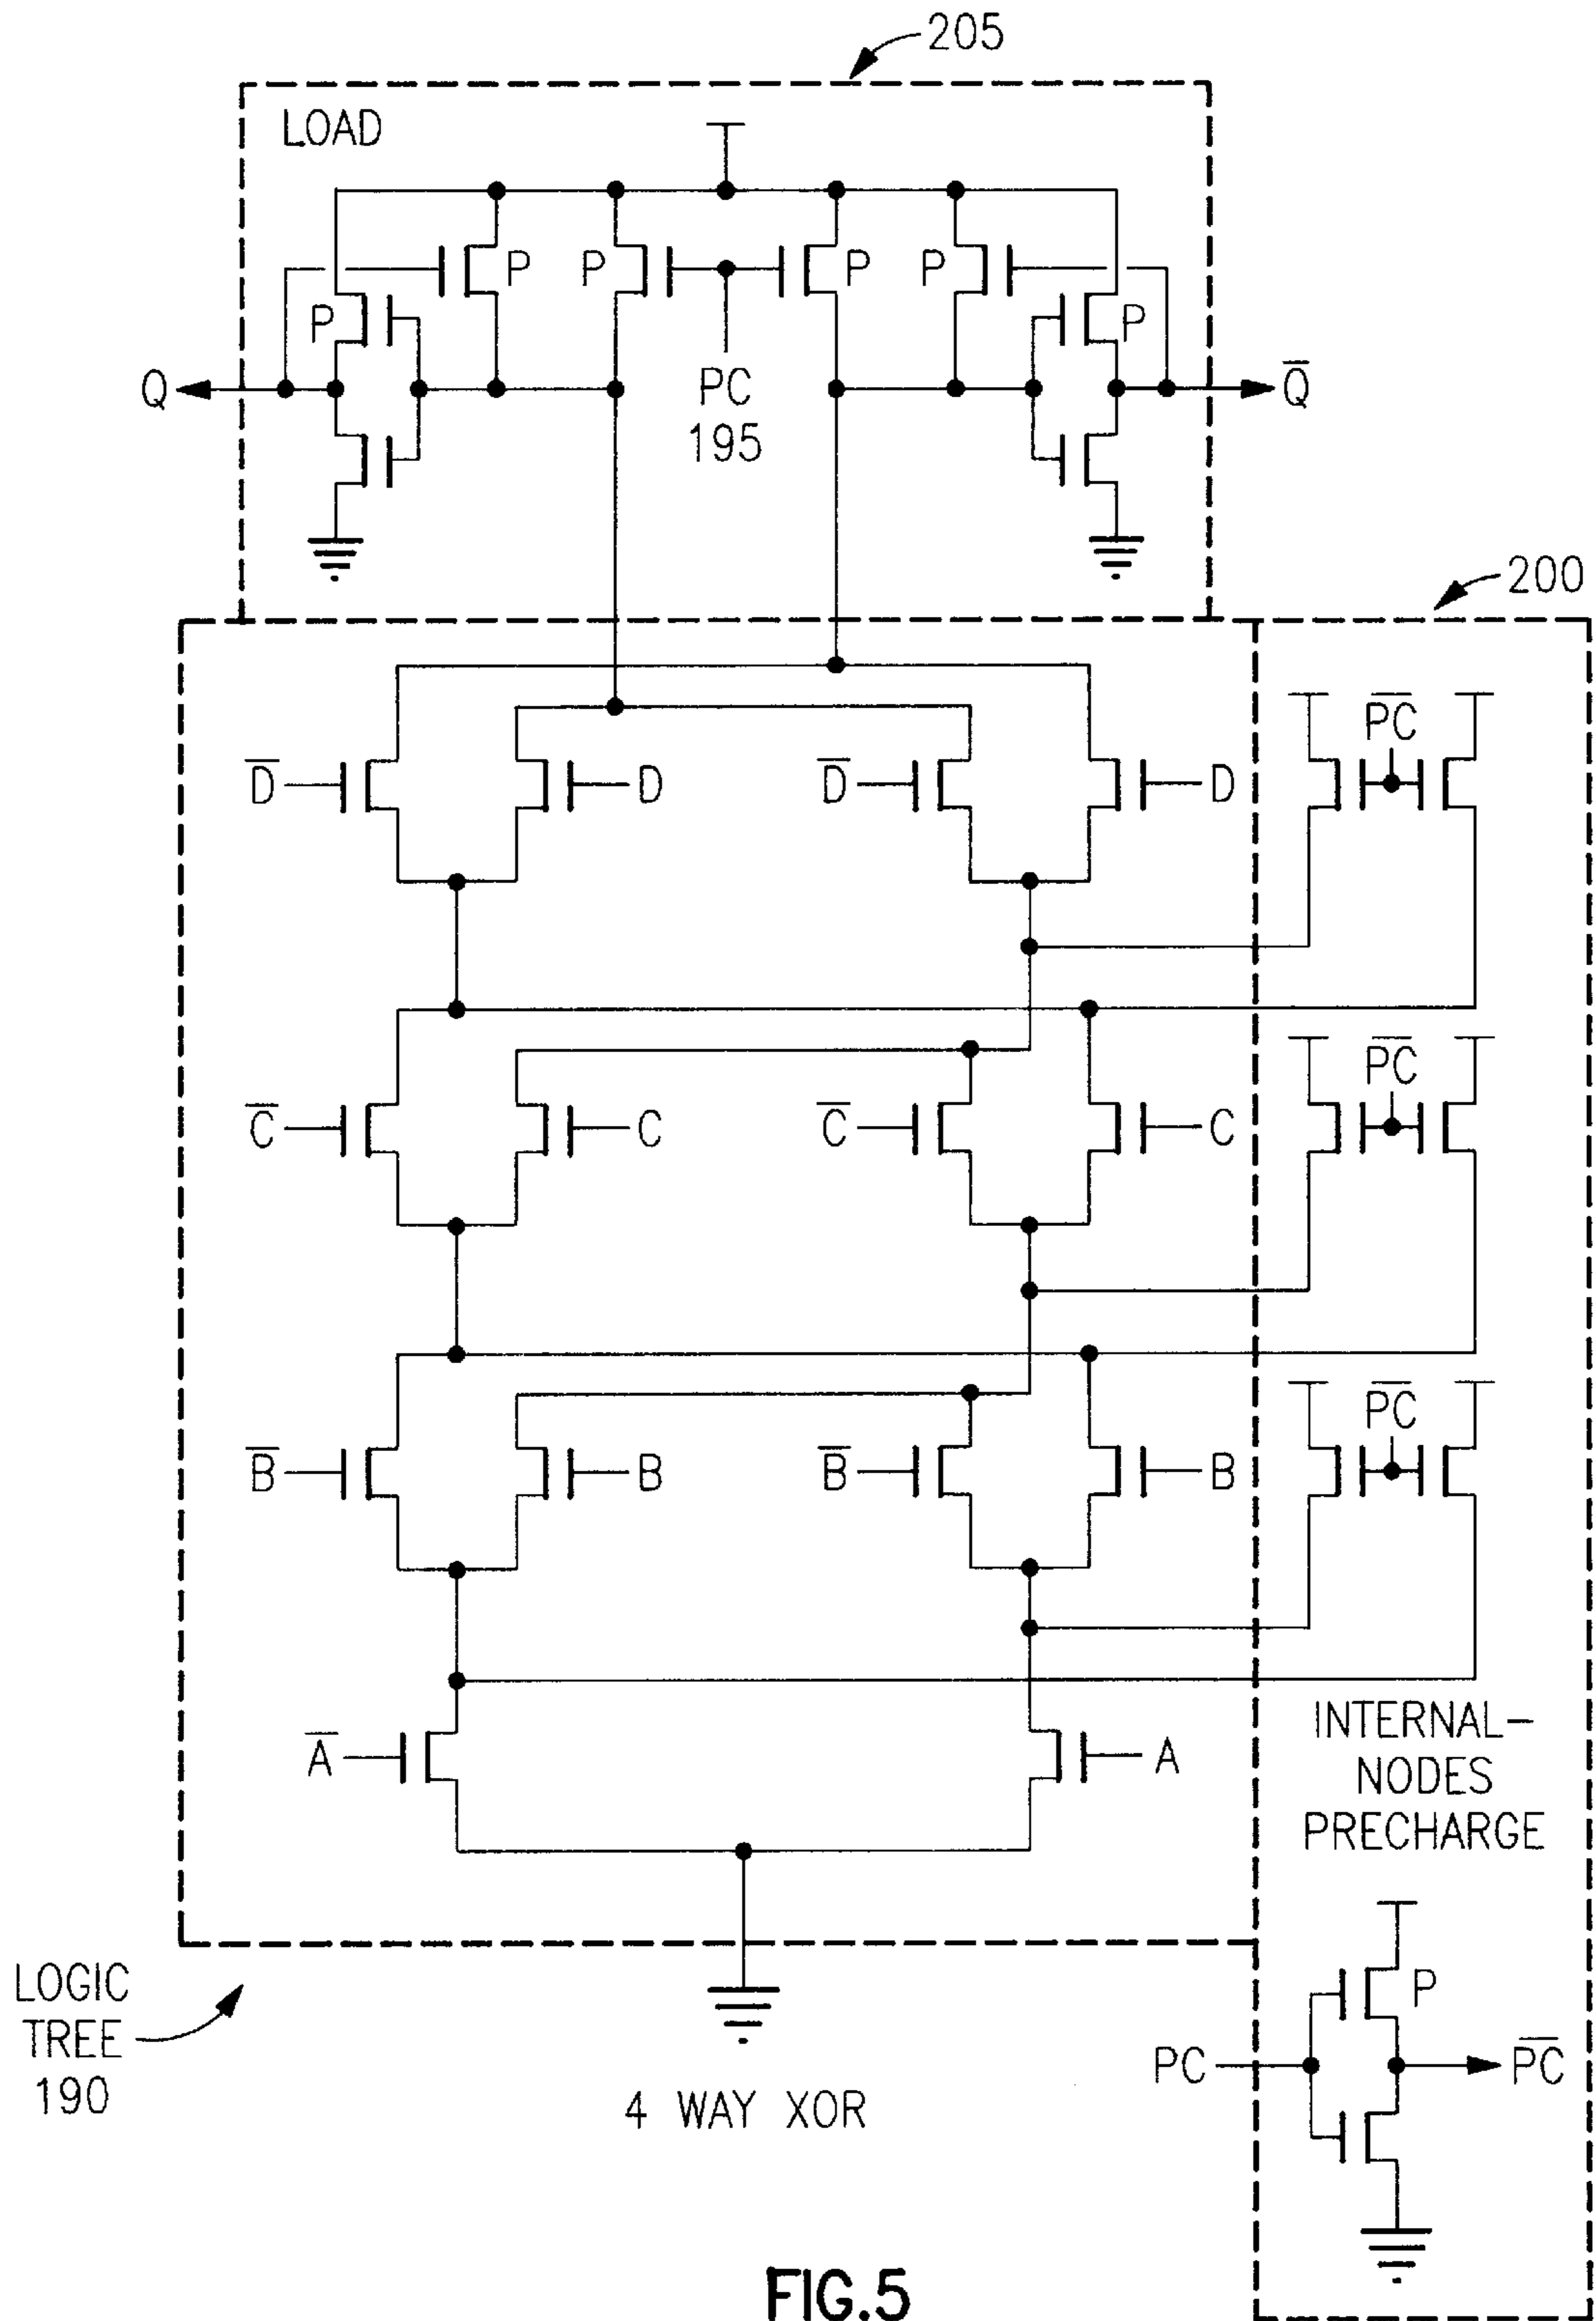 205
LOAD
P P P P
P P
Q PC Q̅
195
200
P̅C̅
D̅ D D̅ D
P̅C̅
C̅ C C̅ C
P̅C̅
B̅ B B̅ B
A̅ A
INTERNAL-
NODES
PRECHARGE
P
LOGIC
TREE
190
PC P̅C̅
4 WAY XOR
FIG.5